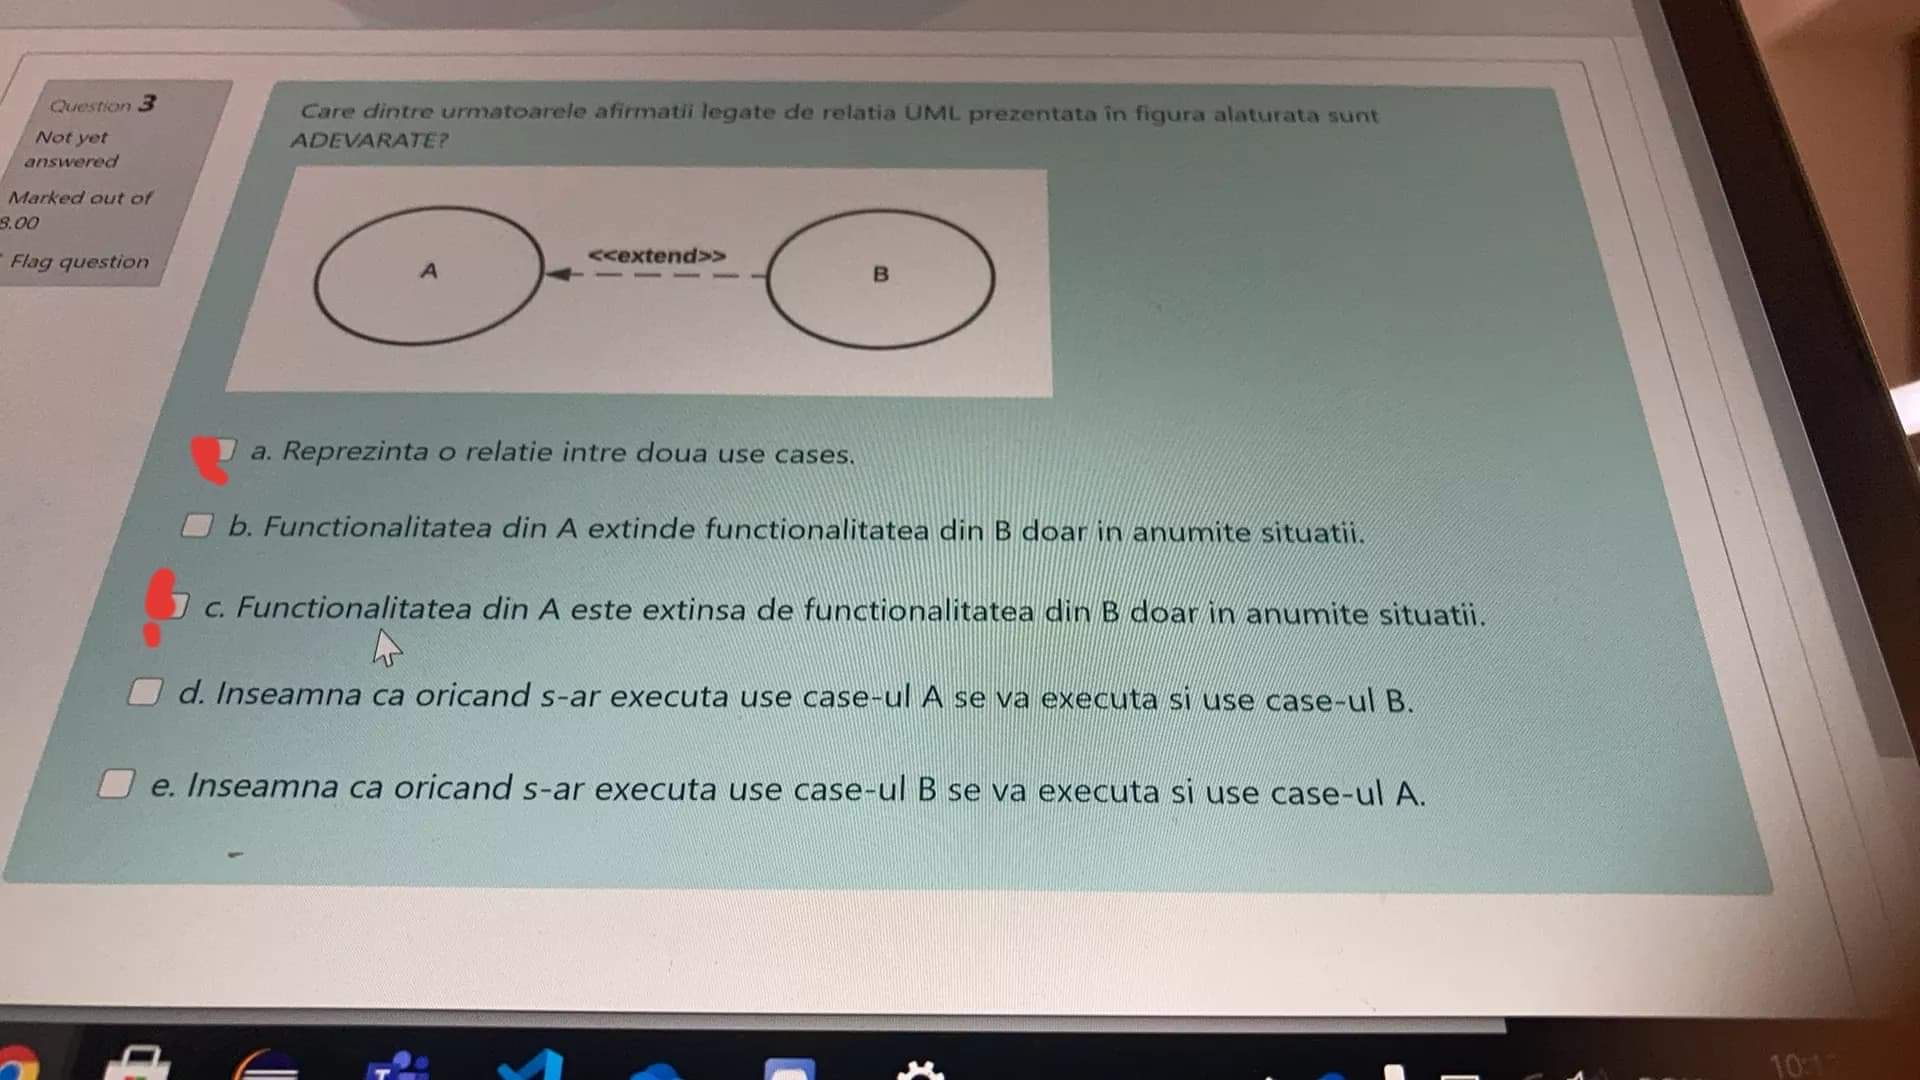 Question 3
Not yet
answered
Marked out of
8.00
Flag question
Care dintre urmatoarele afirmatii legate de relatia UML prezentata în figura alaturata sunt
ADEVARATE?
A
<<extend>>
B
a. Reprezinta o relatie intre doua use cases.
b. Functionalitatea din A extinde functionalitatea din B doar in anumite situatii.
c. Functionalitatea din A este extinsa de functionalitatea din B doar in anumite situatii.
d. Inseamna ca oricand s-ar executa use case-ul A se va executa si use case-ul B.
e. Inseamna ca oricand s-ar executa use case-ul B se va executa si use case-ul A.